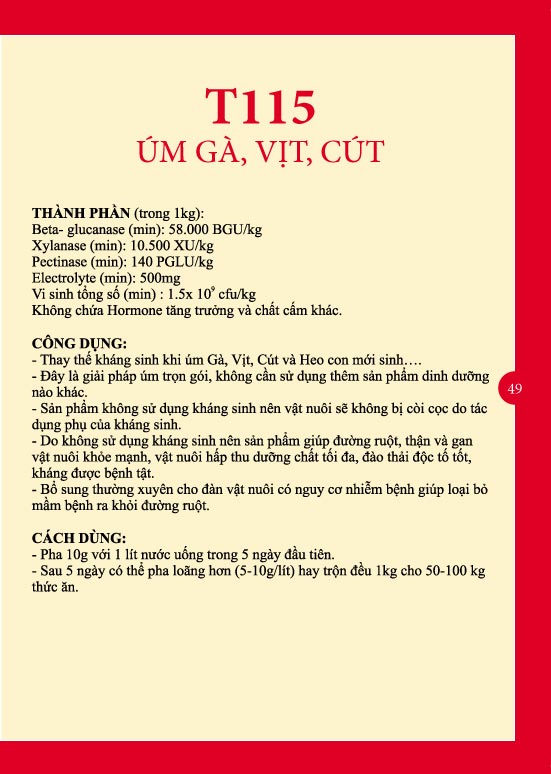 T115
ÚM GÀ, VỊT, CÚT
THÀNH PHẦN (trong 1kg):
Beta- glucanase (min): 58.000 BGU/kg
Xylanase (min): 10.500 XU/kg
Pectinase (min): 140 PGLU/kg
Electrolyte (min): 500mg
Vi sinh tổng số (min) : 1.5x 10⁹ cfu/kg
Không chứa Hormone tăng trưởng và chất cấm khác.
CÔNG DỤNG:
- Thay thế kháng sinh khi úm Gà, Vịt, Cút và Heo con mới sinh….
- Đây là giải pháp úm trọn gói, không cần sử dụng thêm sản phẩm dinh dưỡng
nào khác.
49
- Sản phẩm không sử dụng kháng sinh nên vật nuôi sẽ không bị còi cọc do tác
dụng phụ của kháng sinh.
- Do không sử dụng kháng sinh nên sản phẩm giúp đường ruột, thận và gan
vật nuôi khỏe mạnh, vật nuôi hấp thu dưỡng chất tối đa, đào thải độc tố tốt,
kháng được bệnh tật.
- Bổ sung thường xuyên cho đàn vật nuôi có nguy cơ nhiễm bệnh giúp loại bỏ
mầm bệnh ra khỏi đường ruột.
CÁCH DÙNG:
- Pha 10g với 1 lít nước uống trong 5 ngày đầu tiên.
- Sau 5 ngày có thể pha loãng hơn (5-10g/lít) hay trộn đều 1kg cho 50-100 kg
thức ăn.